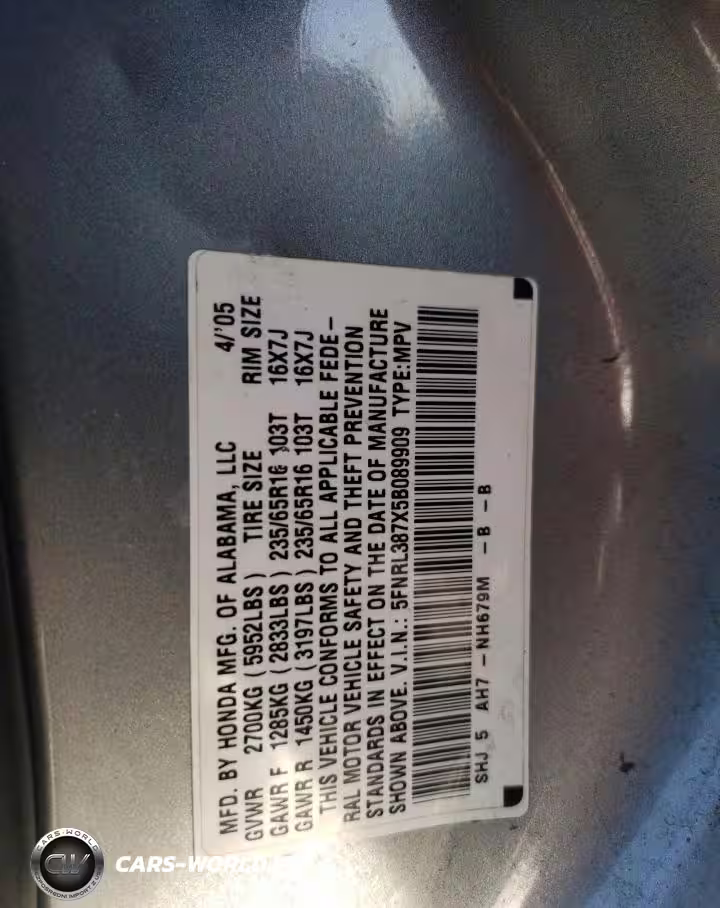 MFD. BY HONDA MFG. OF ALABAMA, LLC 4/'05
GVWR 2700KG (5952LBS) TIRE SIZE RIM SIZE
GAWR F 1285KG (2833LBS) 235/65R16 103T 16X7J
GAWR R 1450KG (3197LBS) 235/65R16 103T 16X7J
THIS VEHICLE CONFORMS TO ALL APPLICABLE FEDE–
RAL MOTOR VEHICLE SAFETY AND THEFT PREVENTION
STANDARDS IN EFFECT ON THE DATE OF MANUFACTURE
SHOWN ABOVE. V.I.N.: 5FNRL387X5B089909 TYPE:MPV
SHJ 5 AH7 – NH679M – B – B
CARS-WORLD
CW
CARS-WORL